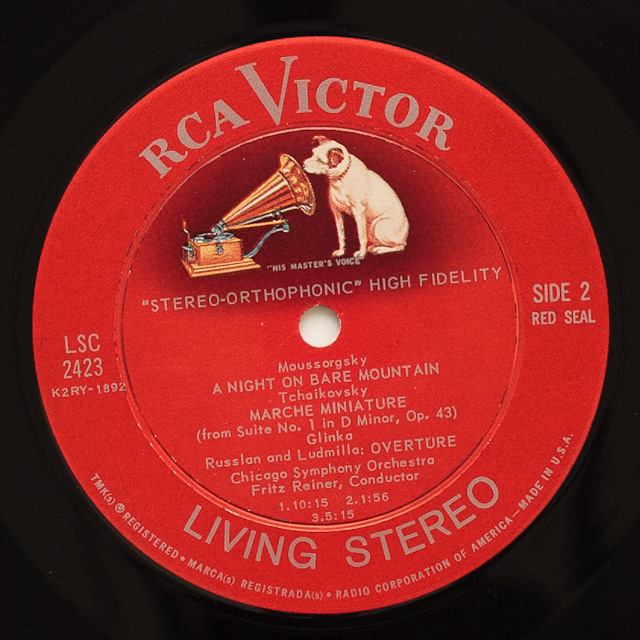 RCA VICTOR
"HIS MASTER'S VOICE"
"STEREO-ORTHOPHONIC" HIGH FIDELITY
SIDE 2
RED SEAL
LSC
2423
K2RY-1892
Moussorgsky
A NIGHT ON BARE MOUNTAIN
Tchaikovsky
MARCHE MINIATURE
(from Suite No. 1 in D Minor, Op. 43)
Glinka
Russlan and Ludmilla: OVERTURE
Chicago Symphony Orchestra
Fritz Reiner, Conductor
1.10:15 2.1:56
3.5:15
LIVING STEREO
TMK(s) ® REGISTERED • MARCA(s) REGISTRADA(s) • RADIO CORPORATION OF AMERICA—MADE IN U.S.A.